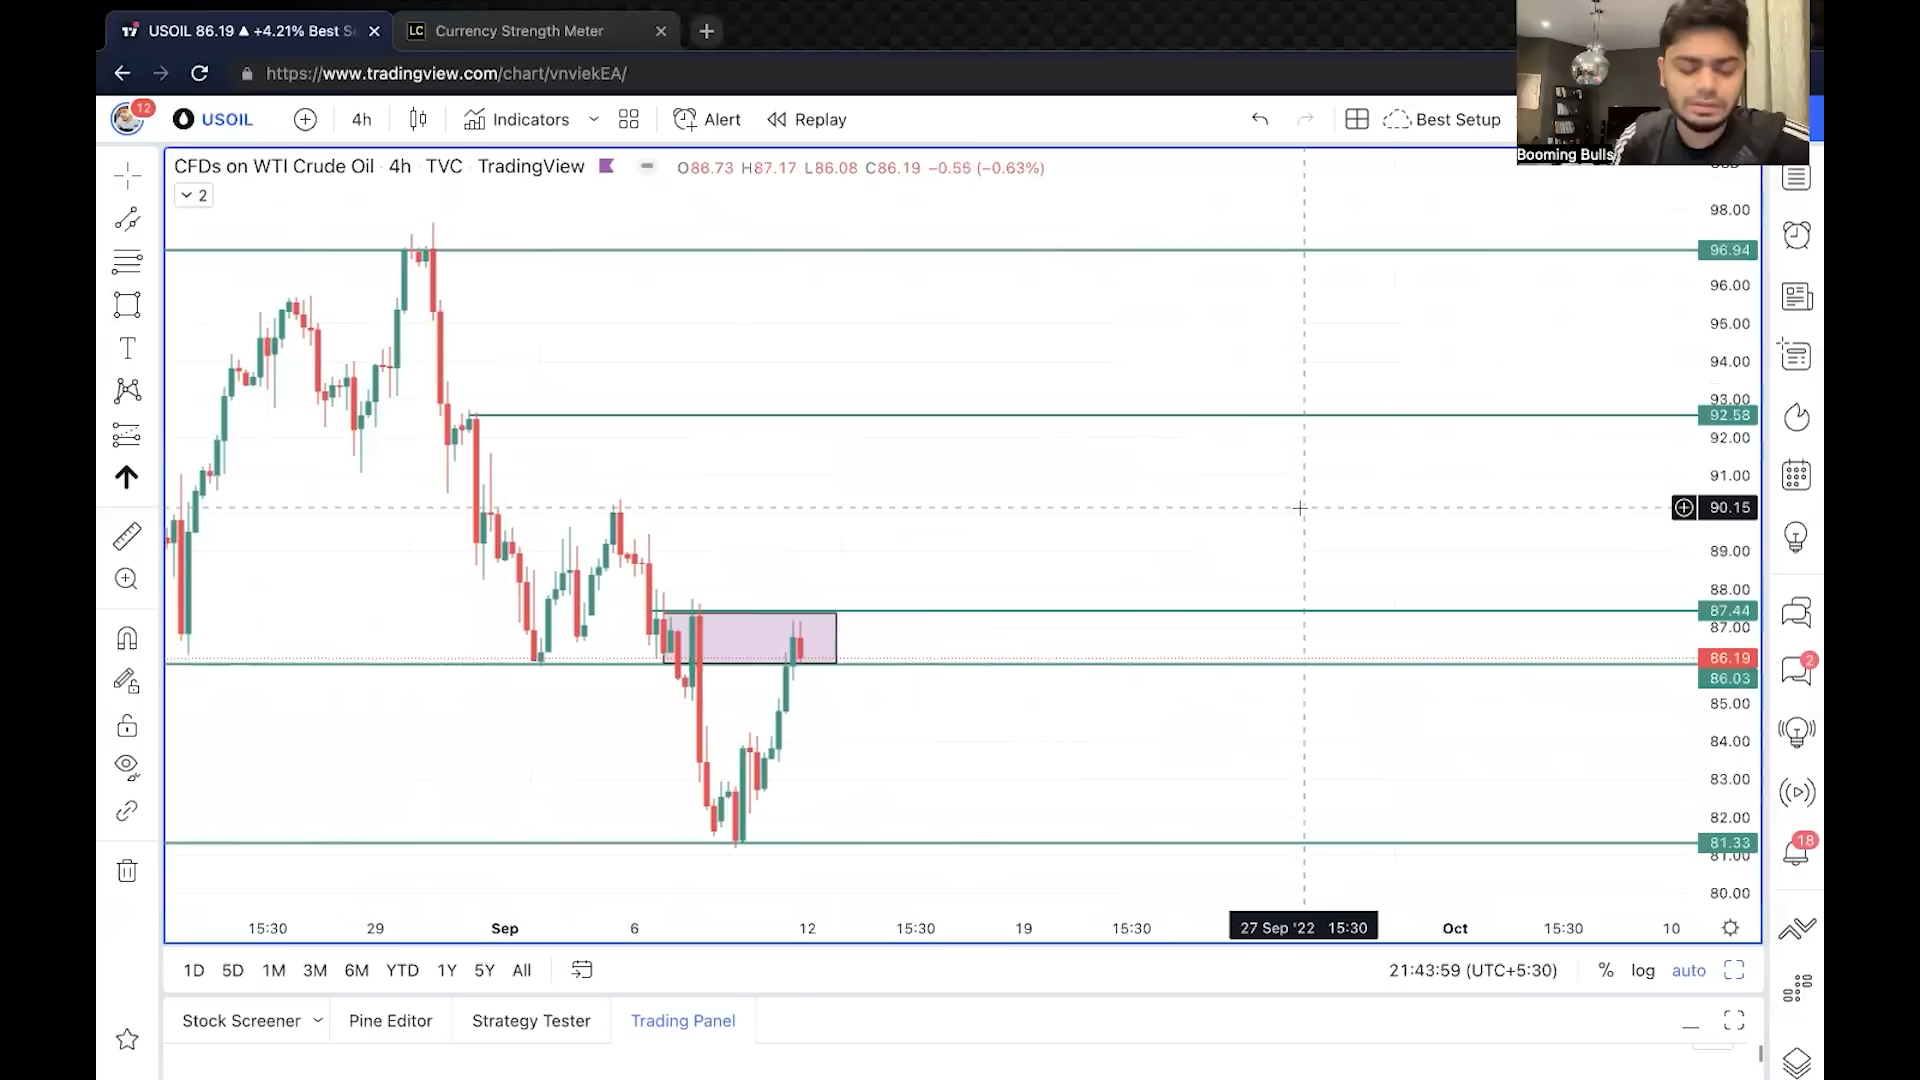 USOIL 86.19 ▲ +4.21% Best S
LC Currency Strength Meter
https://www.tradingview.com/chart/vnviekEA/
12
USOIL
4h
Indicators
Alert
Replay
Best Setup
Booming Bulls
CFDs on WTI Crude Oil 4h TVC TradingView
O86.73 H87.17 L86.08 C86.19 −0.55 (−0.63%)
2
98.00
96.94
96.00
95.00
94.00
93.00
92.58
92.00
91.00
90.15
89.00
88.00
87.44
87.00
86.19
86.03
85.00
84.00
83.00
82.00
81.33
81.00
80.00
2
18
15:30 29 Sep 6 12 15:30 19 15:30 27 Sep '22 15:30 Oct 15:30 10
1D 5D 1M 3M 6M YTD 1Y 5Y All
21:43:59 (UTC+5:30) % log auto
Stock Screener Pine Editor Strategy Tester Trading Panel